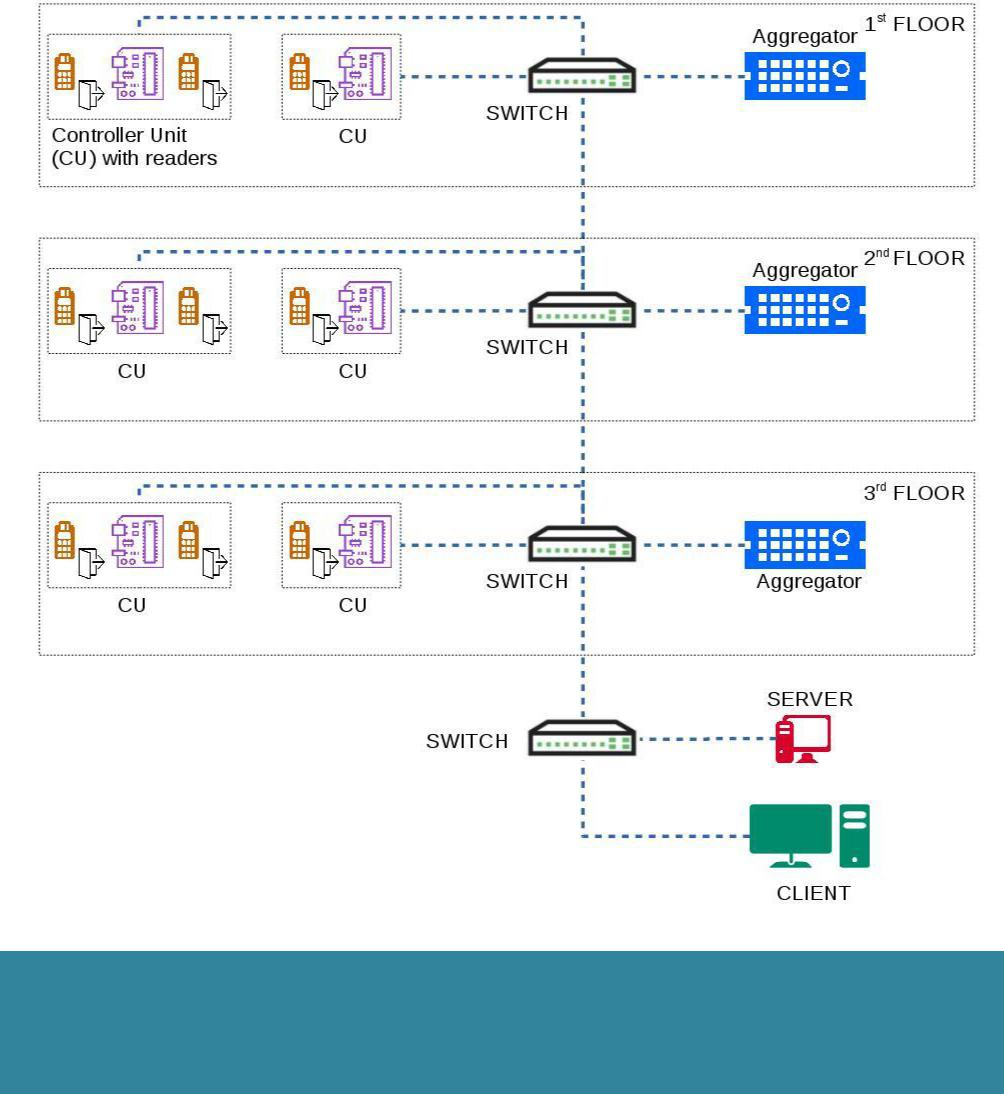 1st FLOOR
Aggregator
SWITCH
Controller Unit
(CU) with readers
CU
2nd FLOOR
Aggregator
SWITCH
CU
CU
3rd FLOOR
SWITCH
Aggregator
CU
CU
SERVER
SWITCH
CLIENT